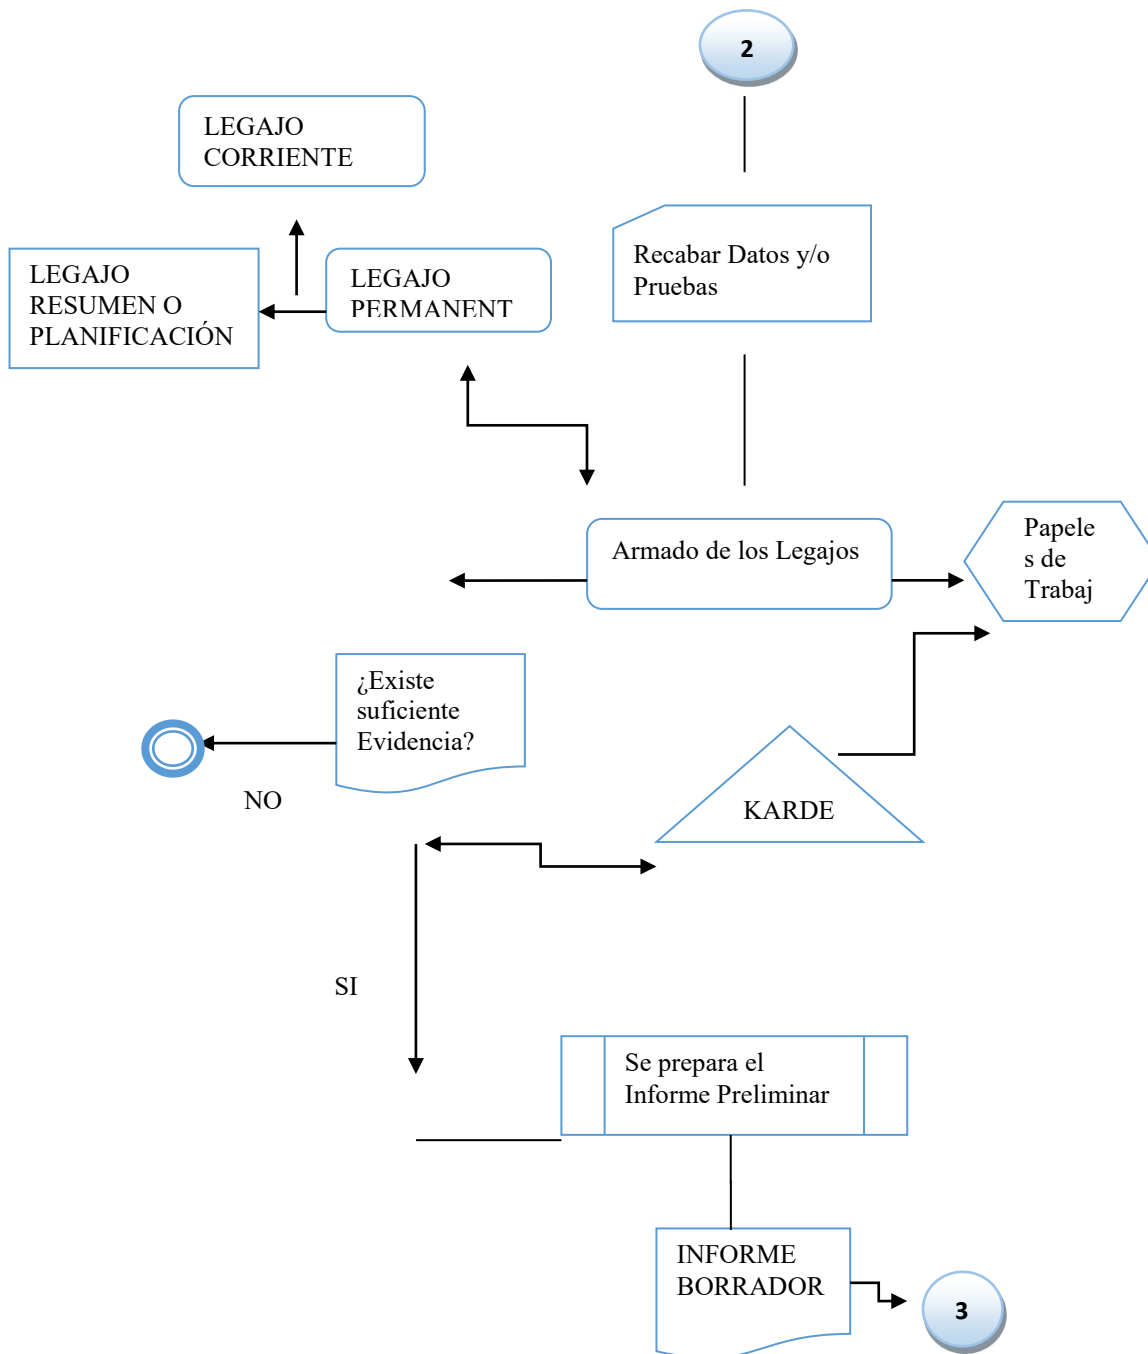 2
LEGAJO
CORRIENTE
Recabar Datos y/o
Pruebas
LEGAJO
RESUMEN O
PLANIFICACIÓN
LEGAJO
PERMANENT
Armado de los Legajos
Papele
s de
Trabaj
¿Existe
suficiente
Evidencia?
NO
KARDE
SI
Se prepara el
Informe Preliminar
INFORME
BORRADOR
3